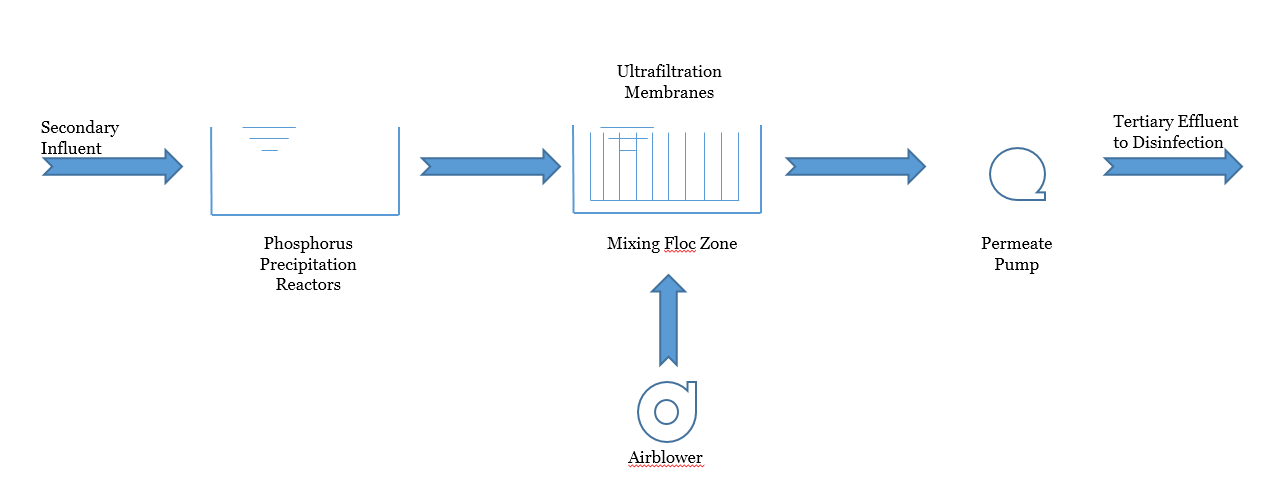 Ultrafiltration
Membranes
Secondary
Influent
Tertiary Effluent
to Disinfection
Phosphorus
Precipitation
Reactors
Mixing Floc Zone
Permeate
Pump
Airblower